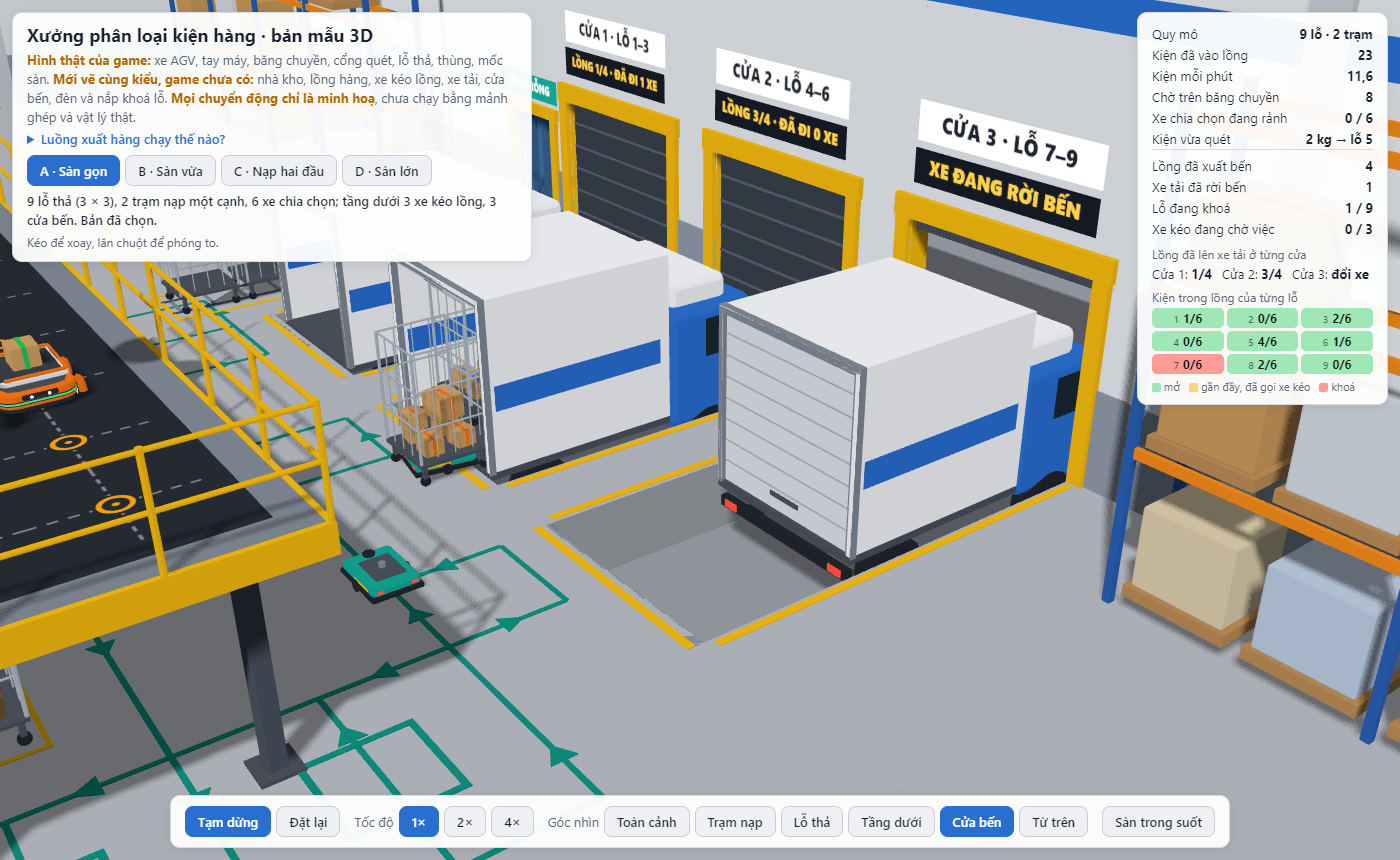 Xưởng phân loại kiện hàng · bản mẫu 3D
Hình thật của game: xe AGV, tay máy, băng chuyền, cổng quét, lỗ thả, thùng, mốc
sàn. Mới vẽ cùng kiểu, game chưa có: nhà kho, lồng hàng, xe kéo lồng, xe tải, cửa
bến, đèn và nắp khoá lỗ. Mọi chuyển động chỉ là minh hoạ, chưa chạy bằng mảnh
ghép và vật lý thật.
▶ Luồng xuất hàng chạy thế nào?
A · Sàn gọn
B · Sàn vừa
C · Nạp hai đầu
D · Sàn lớn
9 lỗ thả (3 × 3), 2 trạm nạp một cạnh, 6 xe chia chọn; tầng dưới 3 xe kéo lồng, 3
cửa bến. Bản đã chọn.
Kéo để xoay, lăn chuột để phóng to.
CỬA 1 · LỖ 1–3
LỒNG 1/4 · ĐÃ ĐI 1 XE
CỬA 2 · LỖ 4–6
LỒNG 3/4 · ĐÃ ĐI 0 XE
CỬA 3 · LỖ 7–9
XE ĐANG RỜI BẾN
Quy mô 9 lỗ · 2 trạm
Kiện đã vào lồng 23
Kiện mỗi phút 11,6
Chờ trên băng chuyền 8
Xe chia chọn đang rảnh 0 / 6
Kiện vừa quét 2 kg → lỗ 5
Lồng đã xuất bến 4
Xe tải đã rời bến 1
Lỗ đang khoá 1 / 9
Xe kéo đang chờ việc 0 / 3
Lồng đã lên xe tải ở từng cửa
Cửa 1: 1/4 Cửa 2: 3/4 Cửa 3: đổi xe
Kiện trong lồng của từng lỗ
1 1/6 2 0/6 3 2/6
4 0/6 5 4/6 6 1/6
7 0/6 8 2/6 9 0/6
mở gần đầy, đã gọi xe kéo khoá
Tạm dừng
Đặt lại
Tốc độ
1×
2×
4×
Góc nhìn
Toàn cảnh
Trạm nạp
Lỗ thả
Tầng dưới
Cửa bến
Từ trên
Sàn trong suốt